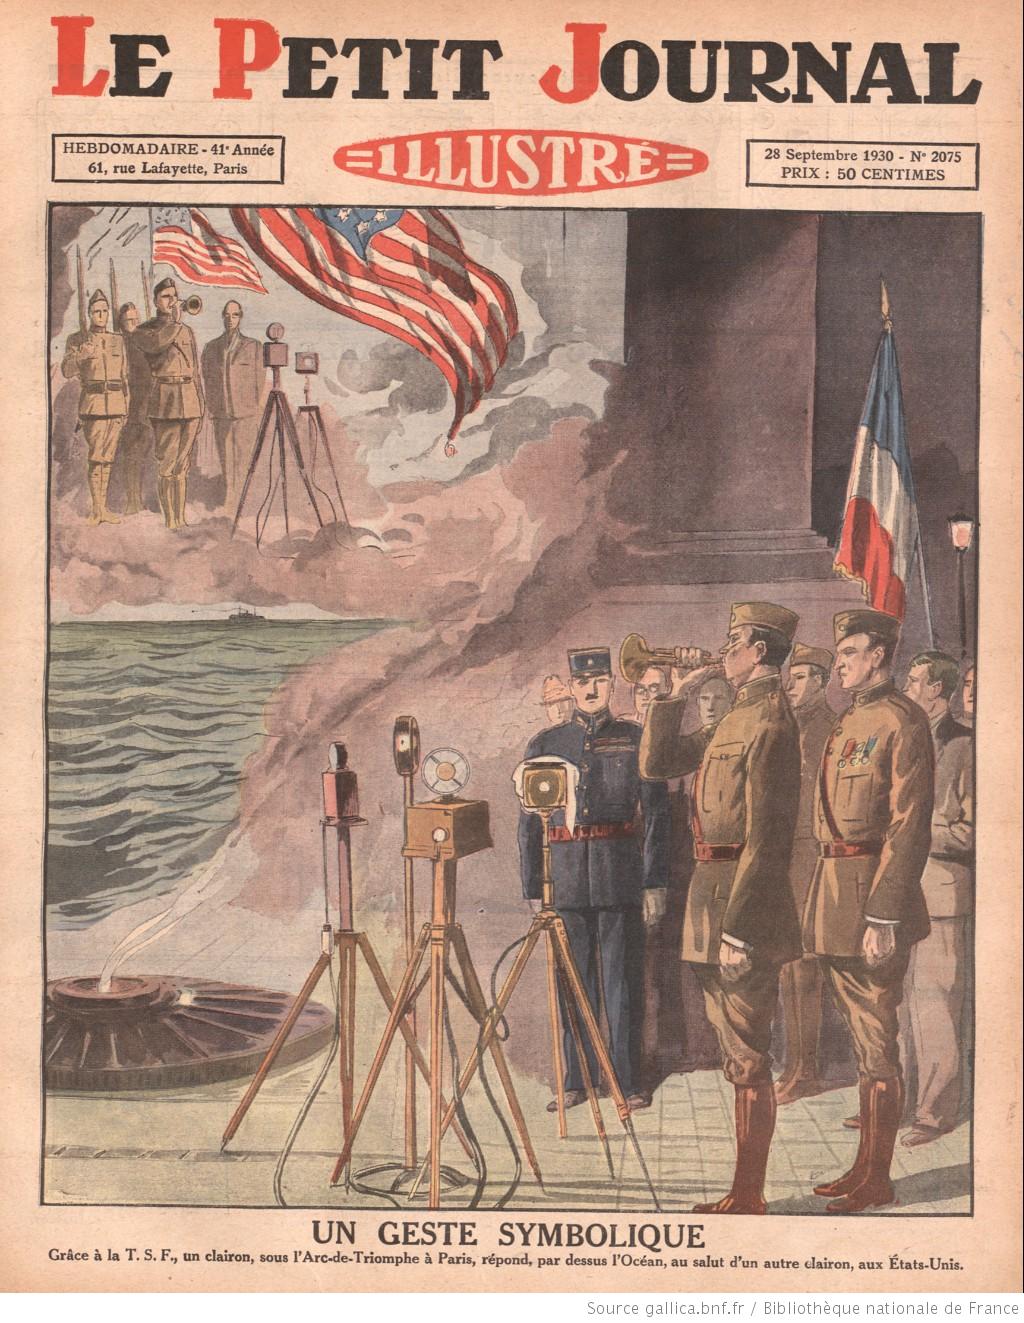 LE PETIT JOURNAL
HEBDOMADAIRE - 41e Année
61, rue Lafayette, Paris
ILLUSTRÉ
28 Septembre 1930 - N° 2075
PRIX : 50 CENTIMES
UN GESTE SYMBOLIQUE
Grâce à la T. S. F., un clairon, sous l'Arc-de-Triomphe à Paris, répond, par dessus l'Océan, au salut d'un autre clairon, aux États-Unis.
Source gallica.bnf.fr / Bibliothèque nationale de France